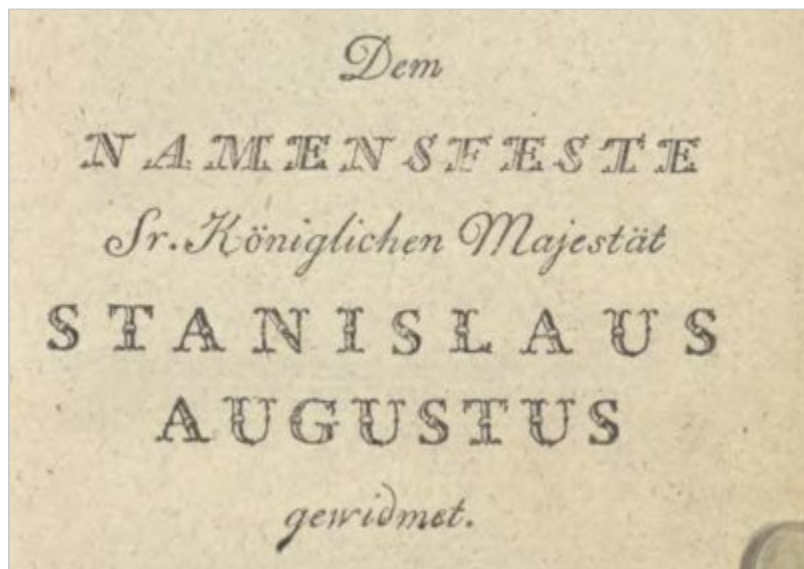 Dem
NAMENSFESTE
Sr. Königlichen Majestät
STANISLAUS
AUGUSTUS
gewidmet.